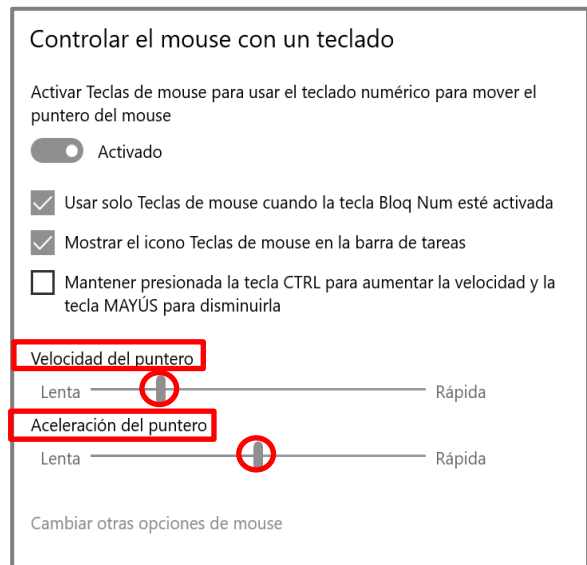 Controlar el mouse con un teclado
Activar Teclas de mouse para usar el teclado numérico para mover el
puntero del mouse
Activado
Usar solo Teclas de mouse cuando la tecla Bloq Num esté activada
Mostrar el icono Teclas de mouse en la barra de tareas
Mantener presionada la tecla CTRL para aumentar la velocidad y la
tecla MAYÚS para disminuirla
Velocidad del puntero
Lenta Rápida
Aceleración del puntero
Lenta Rápida
Cambiar otras opciones de mouse